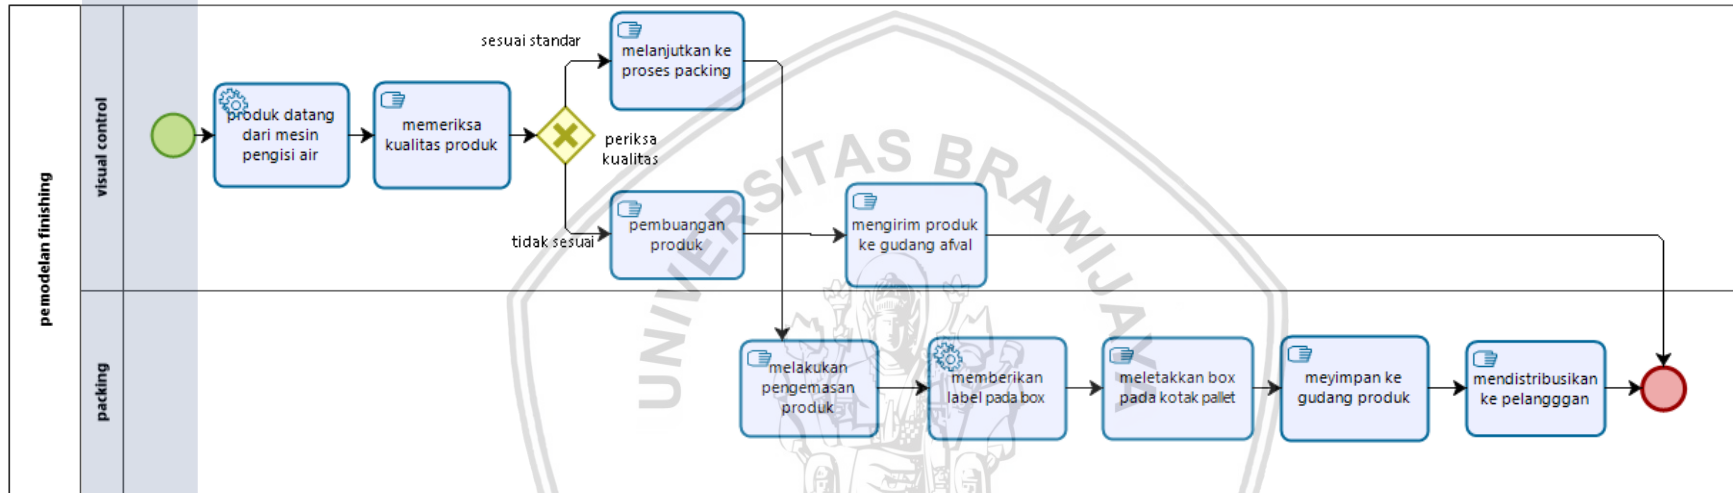 pemodelan finishing
visual control
produk datang
dari mesin
pengisi air
memeriksa
kualitas produk
sesuai standar
periksa
kualitas
tidak sesuai
melanjutkan ke
proses packing
pembuangan
produk
mengirim produk
ke gudang afval
UNIVERSITAS BRAWIJAYA
packing
melakukan
pengemasan
produk
memberikan
label pada box
meletakkan box
pada kotak pallet
meyimpan ke
gudang produk
mendistribusikan
ke pelangggan